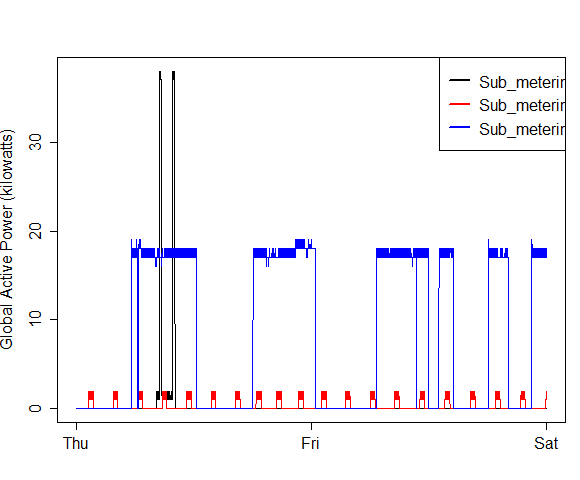 Sub_meterin
Sub_meterin
Sub_meterin
Global Active Power (kilowatts)
30
20
10
0
Thu Fri Sat